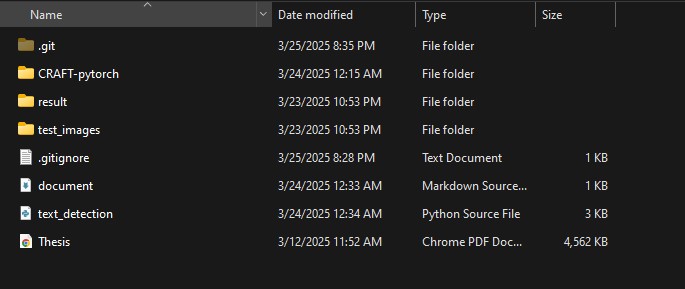 Name Date modified Type Size
.git 3/25/2025 8:35 PM File folder
CRAFT-pytorch 3/24/2025 12:15 AM File folder
result 3/23/2025 10:53 PM File folder
test_images 3/23/2025 10:53 PM File folder
.gitignore 3/25/2025 8:28 PM Text Document 1 KB
document 3/24/2025 12:33 AM Markdown Source... 1 KB
text_detection 3/24/2025 12:34 AM Python Source File 3 KB
Thesis 3/12/2025 11:52 AM Chrome PDF Doc... 4,562 KB